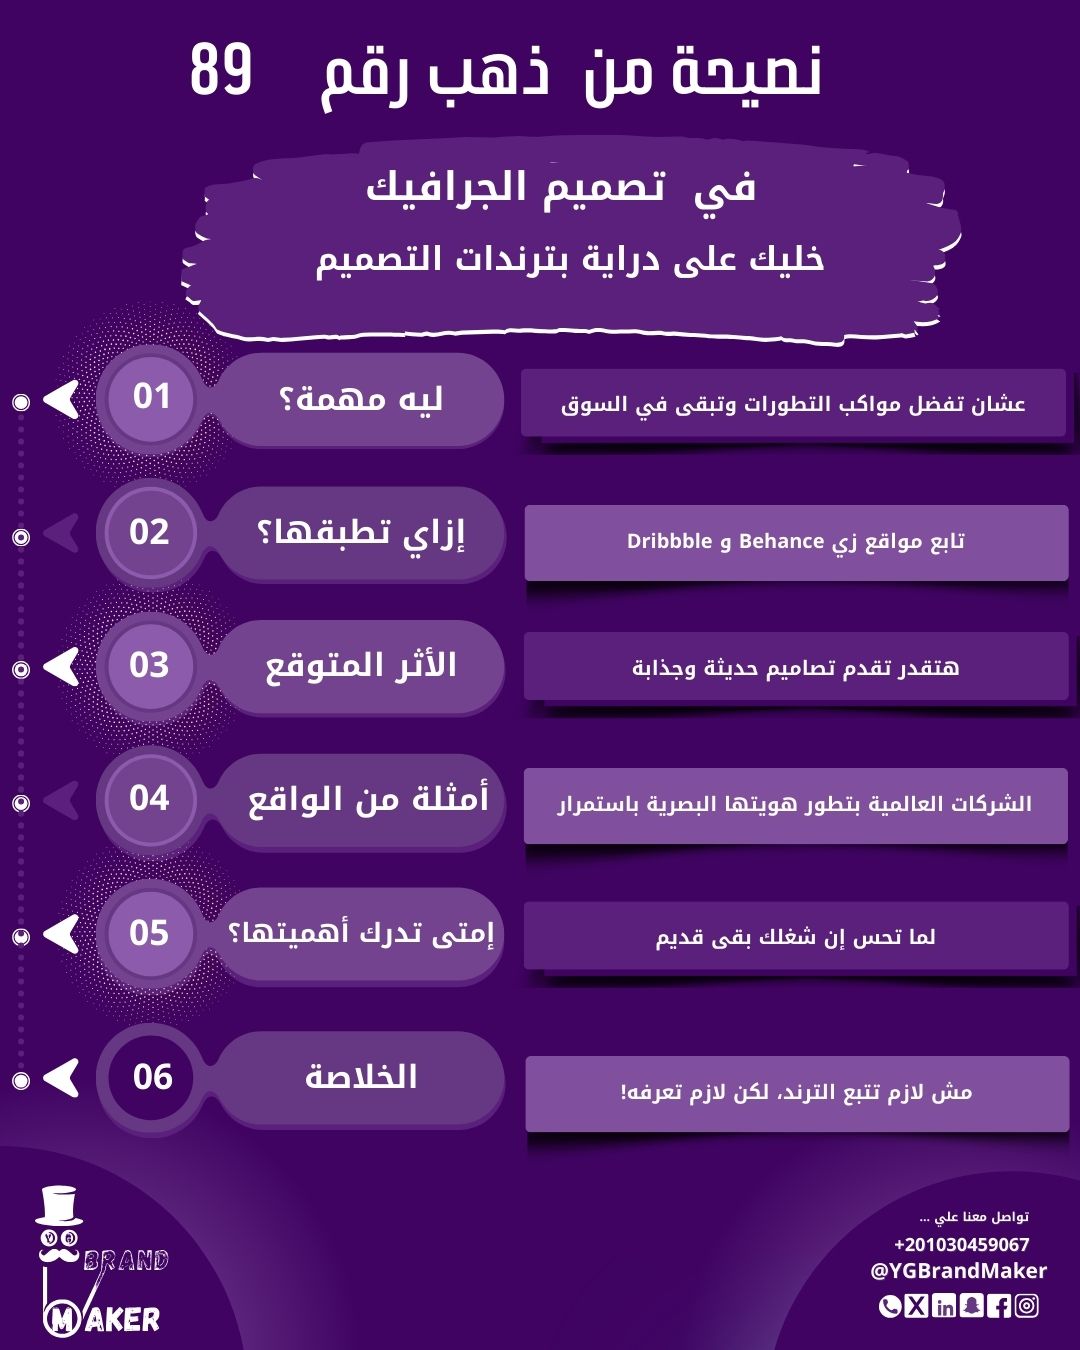 نصيحة من ذهب رقم 89
في تصميم الجرافيك
خليك على دراية بترندات التصميم
01
ليه مهمة؟
عشان تفضل مواكب التطورات وتبقى في السوق
02
إزاي تطبقها؟
تابع مواقع زي Behance و Dribbble
03
الأثر المتوقع
هتقدر تقدم تصاميم حديثة وجذابة
04
أمثلة من الواقع
الشركات العالمية بتطور هويتها البصرية باستمرار
05
إمتى تدرك أهميتها؟
لما تحس إن شغلك بقى قديم
06
الخلاصة
مش لازم تتبع الترند، لكن لازم تعرفه!
تواصل معنا علي ...
+201030459067
@YGBrandMaker
BRAND
MAKER